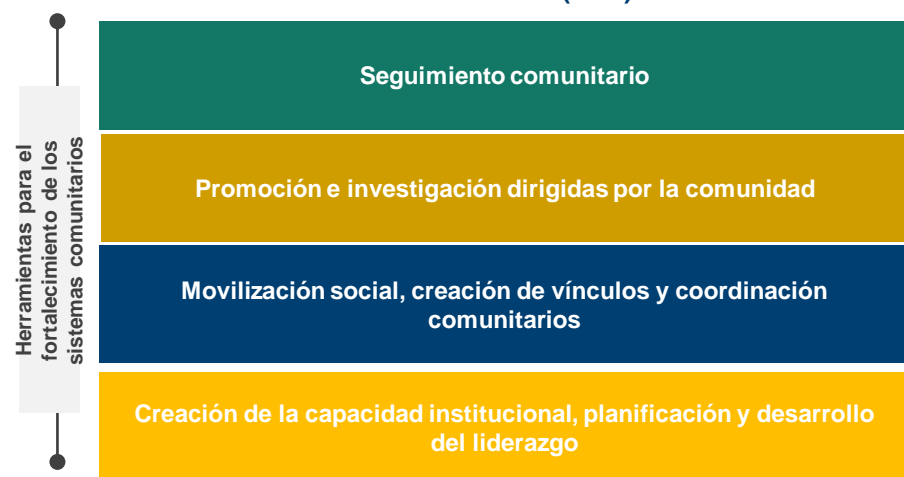 Seguimiento comunitario
Promoción e investigación dirigidas por la comunidad
Movilización social, creación de vínculos y coordinación
comunitarios
Creación de la capacidad institucional, planificación y desarrollo
del liderazgo
Herramientas para el
fortalecimiento de los
sistemas comunitarios